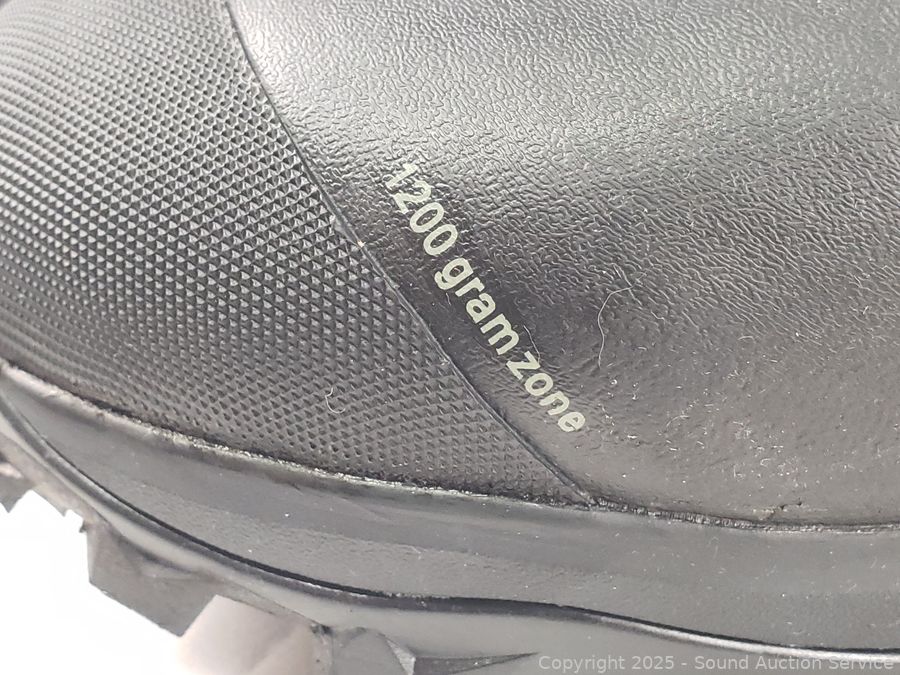 1200 gram zone
Copyright 2025 - Sound Auction Service